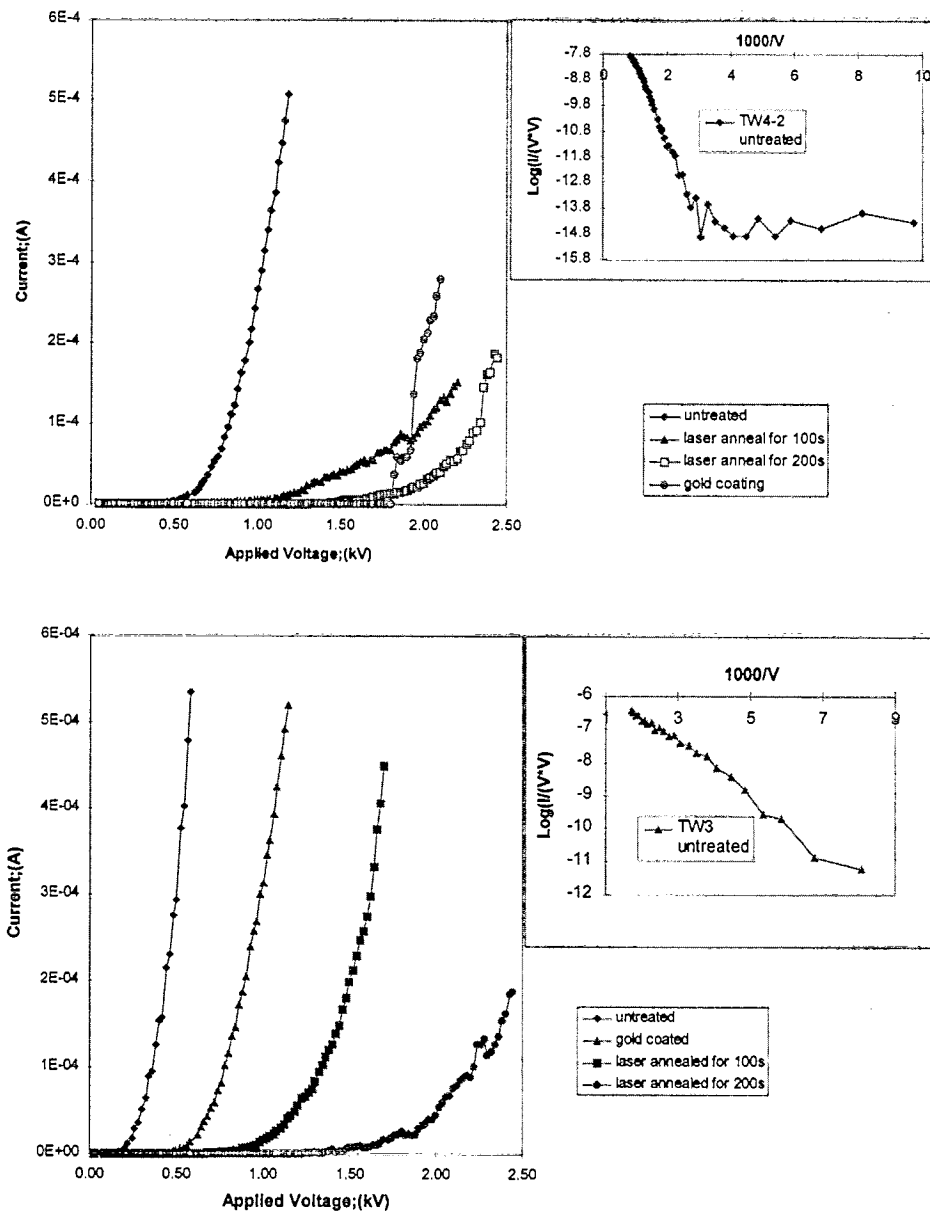 6E-4
5E-4
4E-4
3E-4
2E-4
1E-4
0E+0
Current;(A)
0.00 0.50 1.00 1.50 2.00 2.50
Applied Voltage;(kV)
1000/V
0 2 4 6 8 10
-7.8
-8.8
-9.8
-10.8
-11.8
-12.8
-13.8
-14.8
-15.8
Log(I/(V*V)
TW4-2
untreated
untreated
laser anneal for 100s
laser anneal for 200s
gold coating
6E-04
5E-04
4E-04
3E-04
2E-04
1E-04
0E+00
Current;(A)
0.00 0.50 1.00 1.50 2.00 2.50
Applied Voltage;(kV)
1000/V
1 3 5 7 9
-6
-7
-8
-9
-10
-11
-12
Log(I/(V*V)
TW3
untreated
untreated
gold coated
laser annealed for 100s
laser annealed for 200s